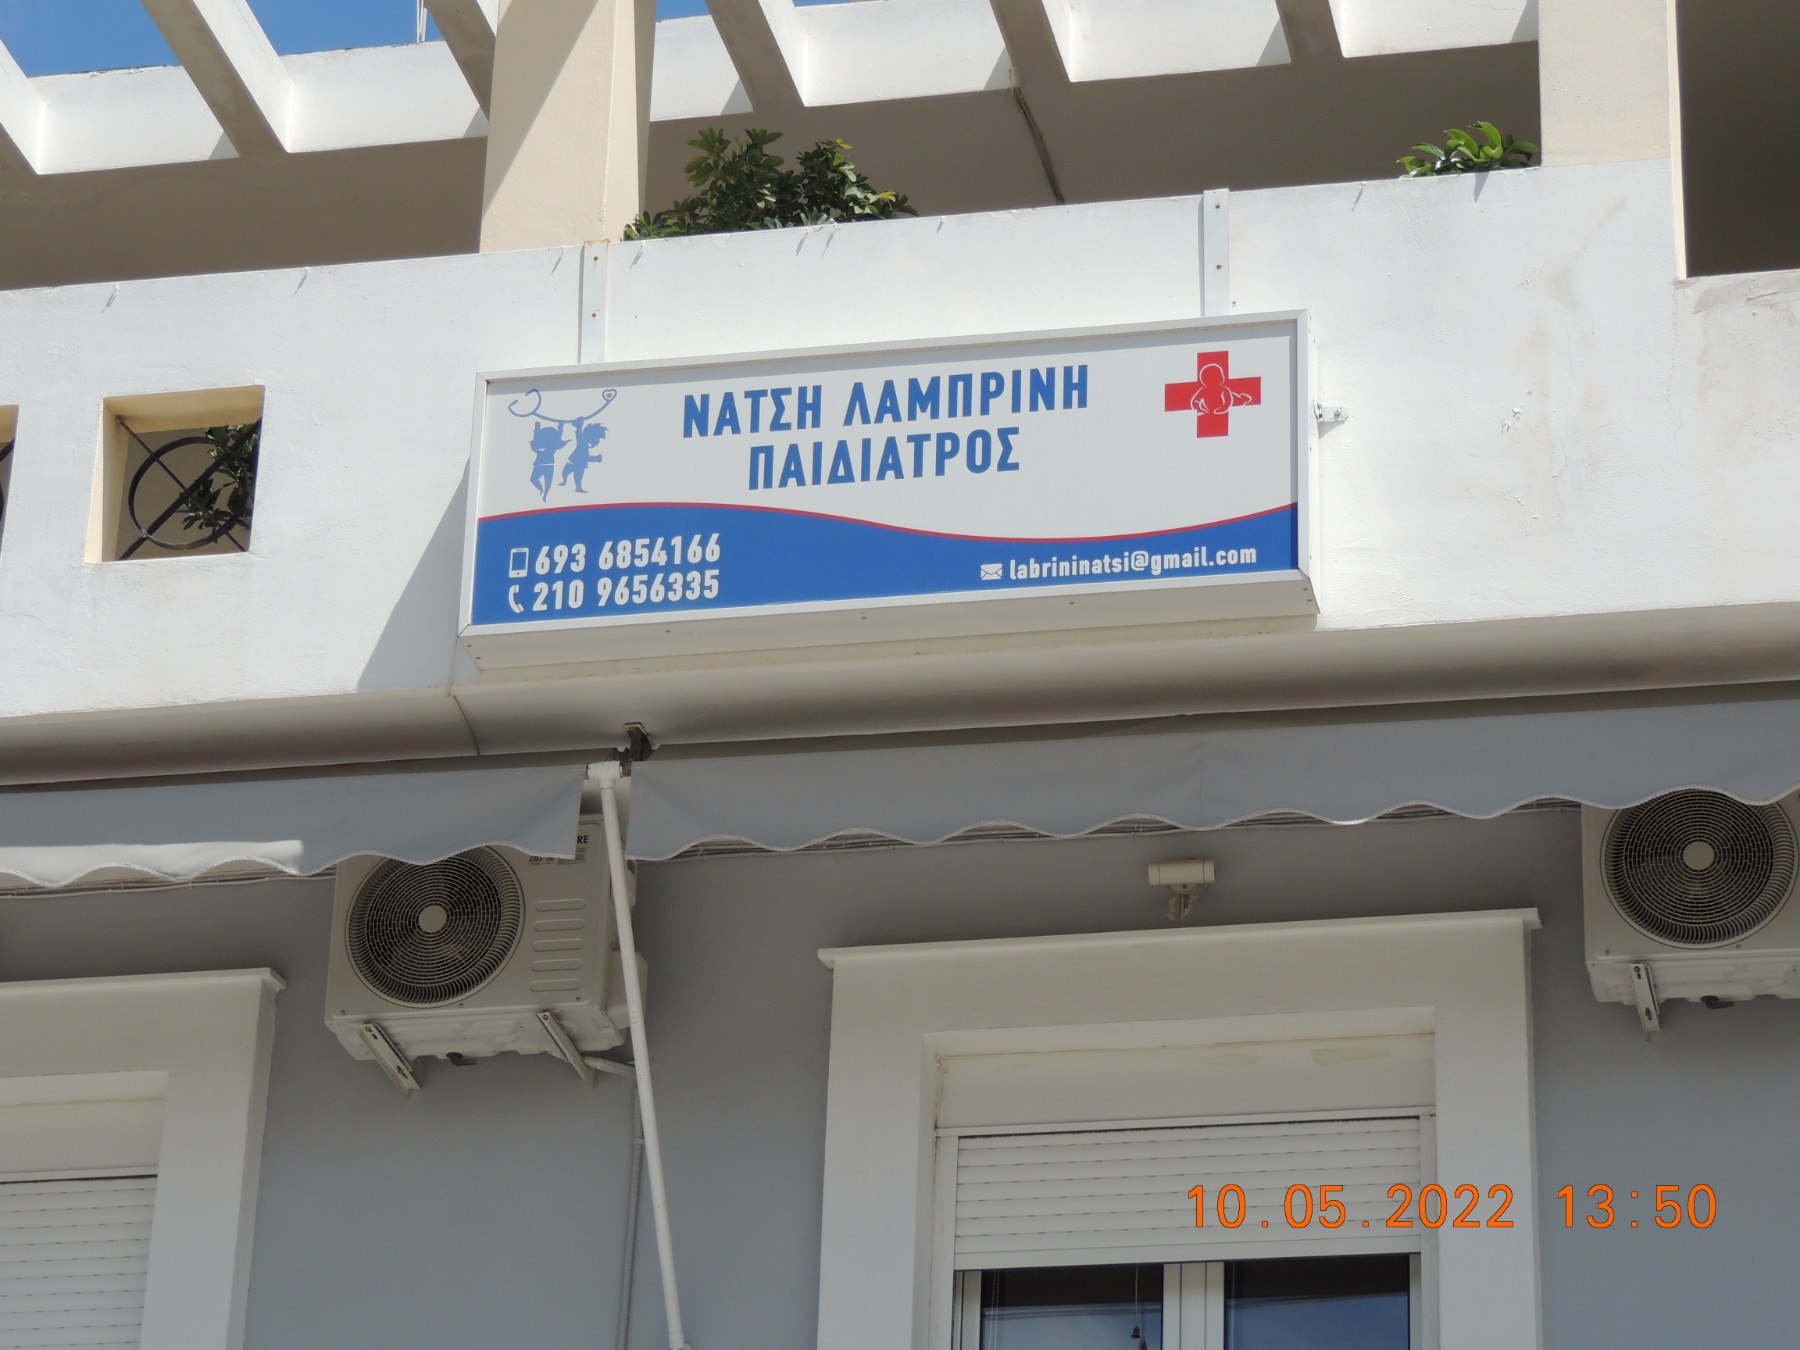 ΝΑΤΣΗ ΛΑΜΠΡΙΝΗ
ΠΑΙΔΙΑΤΡΟΣ
693 6854166
210 9656335
labrininatsi@gmail.com
10.05.2022 13:50